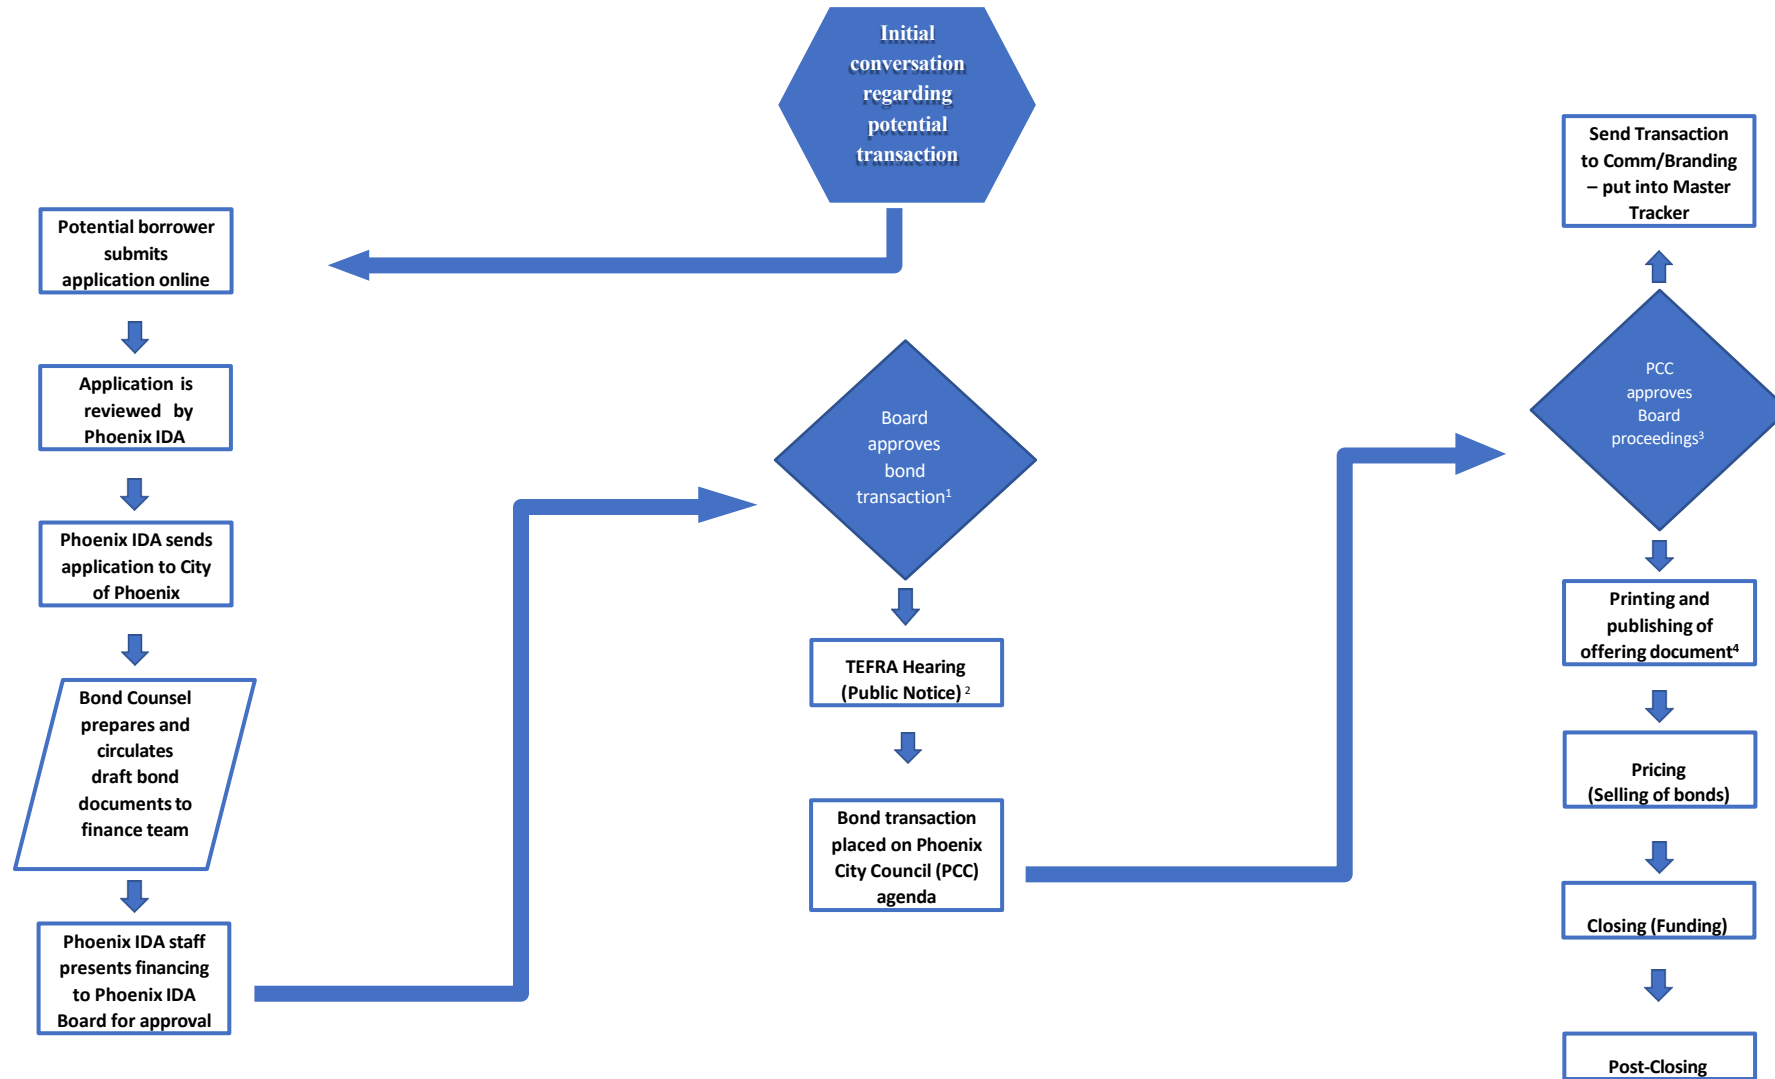 Initial
conversation
regarding
potential
transaction
Potential borrower
submits
application online
Application is
reviewed by
Phoenix IDA
Phoenix IDA sends
application to City
of Phoenix
Bond Counsel
prepares and
circulates
draft bond
documents to
finance team
Phoenix IDA staff
presents financing
to Phoenix IDA
Board for approval
Board
approves
bond
transaction¹
TEFRA Hearing
(Public Notice) ²
Bond transaction
placed on Phoenix
City Council (PCC)
agenda
Send Transaction
to Comm/Branding
– put into Master
Tracker
PCC
approves
Board
proceedings³
Printing and
publishing of
offering document⁴
Pricing
(Selling of bonds)
Closing (Funding)
Post-Closing